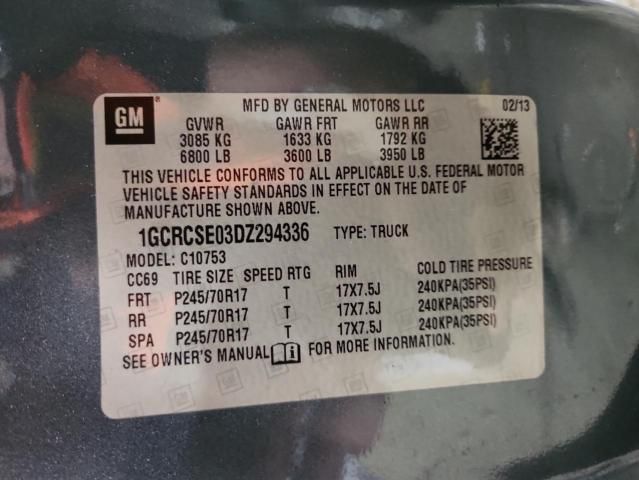 GM ® MFD BY GENERAL MOTORS LLC 02/13
GVWR GAWR FRT GAWR RR
3085 KG 1633 KG 1792 KG
6800 LB 3600 LB 3950 LB
THIS VEHICLE CONFORMS TO ALL APPLICABLE U.S. FEDERAL MOTOR
VEHICLE SAFETY STANDARDS IN EFFECT ON THE DATE OF
MANUFACTURE SHOWN ABOVE.
1GCRCSE03DZ294336 TYPE: TRUCK
MODEL: C10753
CC69 TIRE SIZE SPEED RTG RIM COLD TIRE PRESSURE
FRT P245/70R17 T 17X7.5J 240KPA(35PSI)
RR P245/70R17 T 17X7.5J 240KPA(35PSI)
SPA P245/70R17 T 17X7.5J 240KPA(35PSI)
SEE OWNER'S MANUAL i FOR MORE INFORMATION.